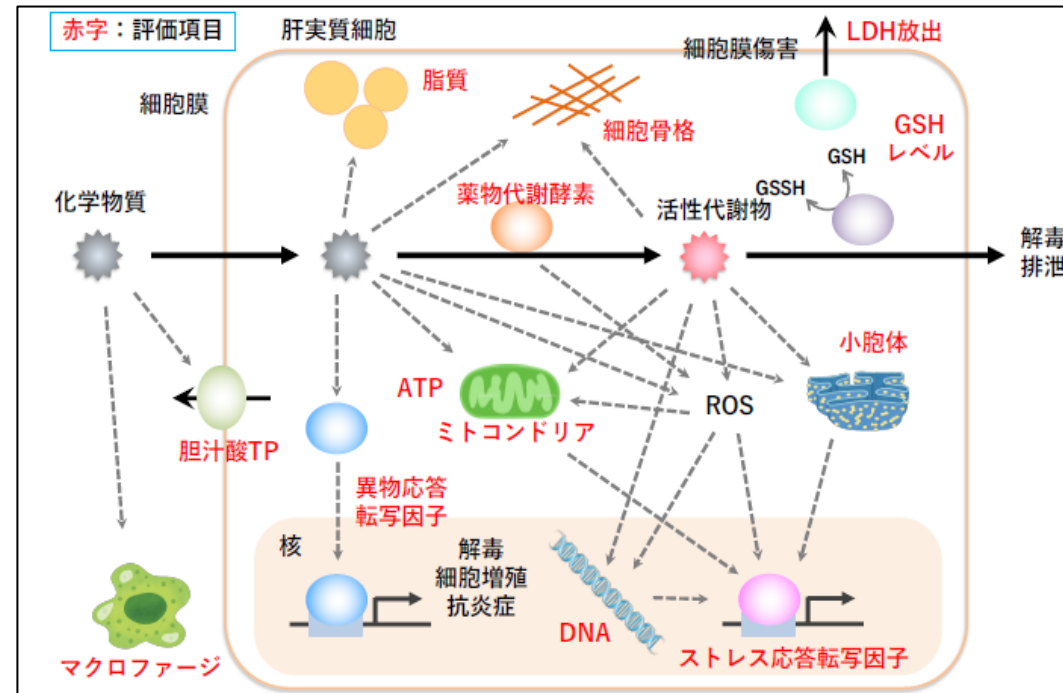 赤字：評価項目
肝実質細胞
細胞膜傷害
LDH放出
細胞膜
脂質
細胞骨格
GSH
レベル
GSH
GSSH
化学物質
薬物代謝酵素
活性代謝物
解毒
排泄
小胞体
ATP
ミトコンドリア
ROS
胆汁酸TP
異物応答
転写因子
核
解毒
細胞増殖
抗炎症
DNA
マクロファージ
ストレス応答転写因子